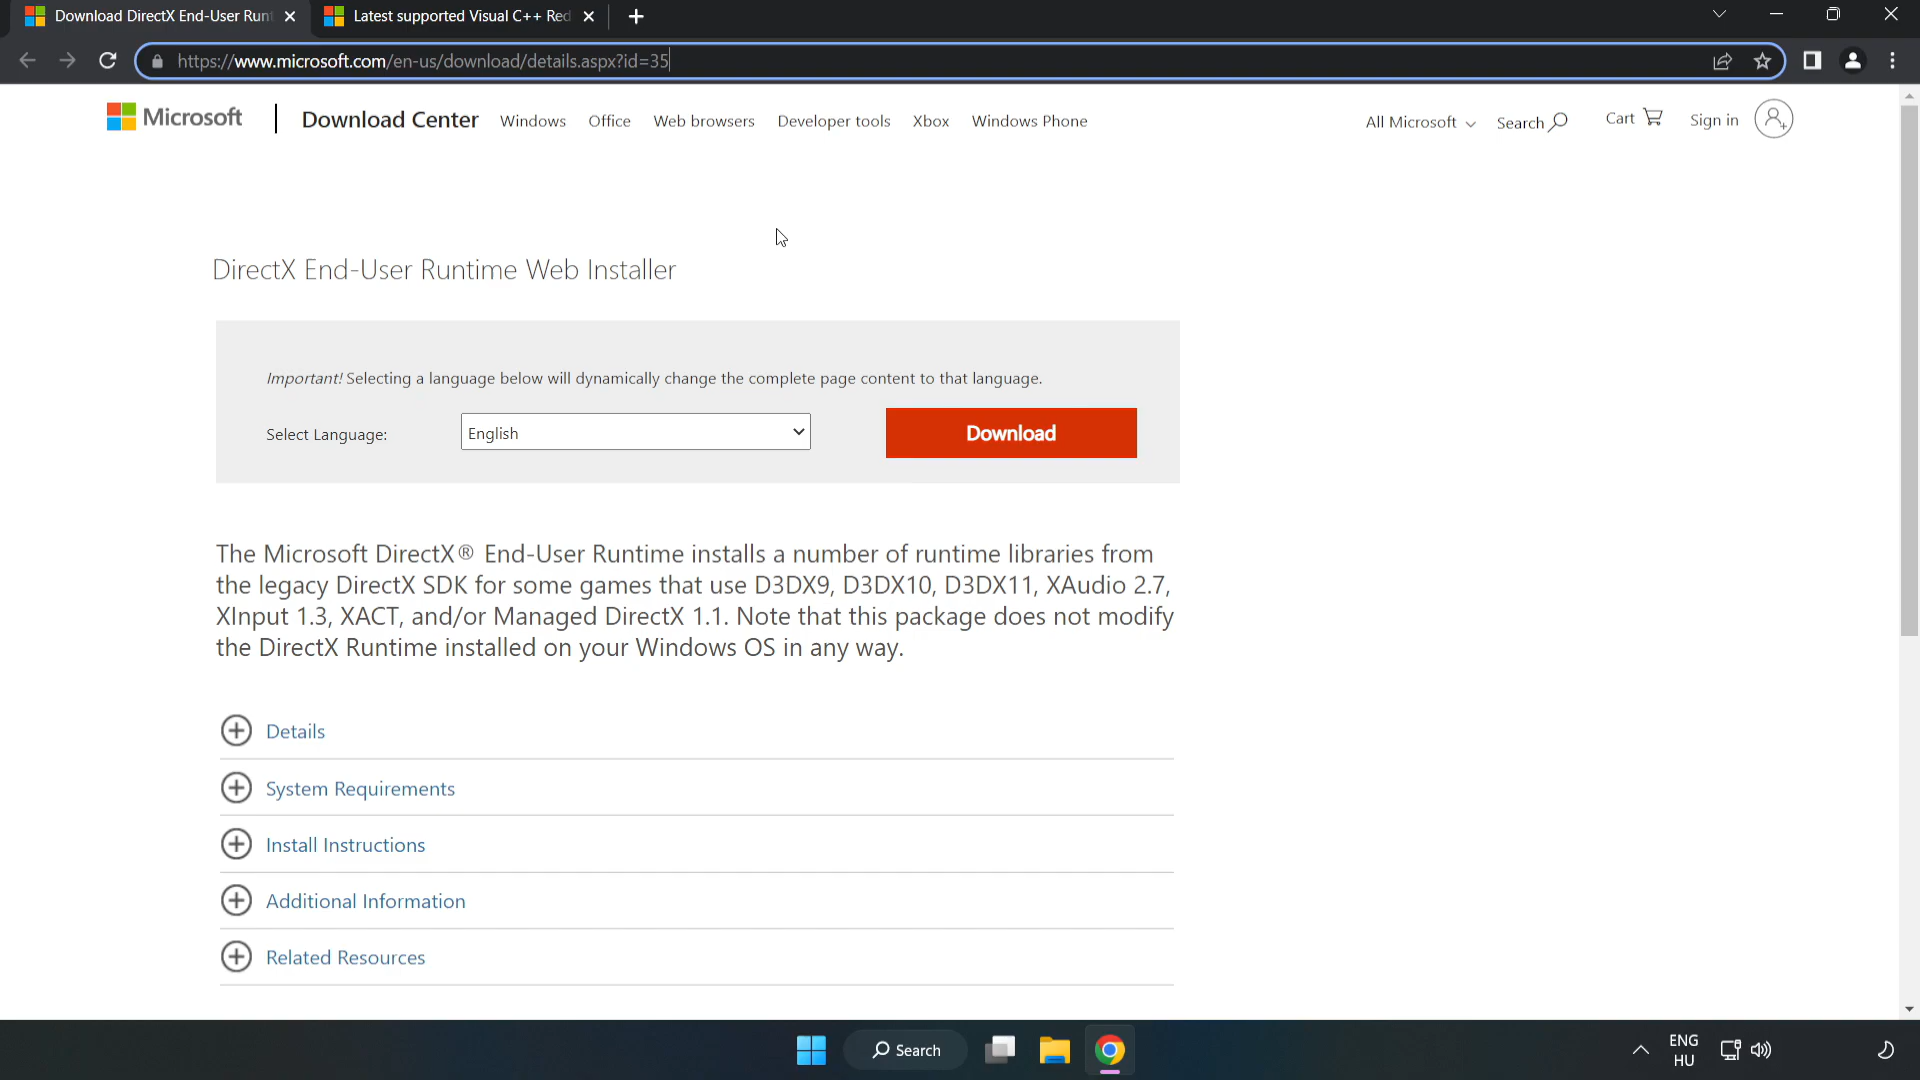 Download DirectX End-User Runt
Latest supported Visual C++ Red
https://www.microsoft.com/en-us/download/details.aspx?id=35
Microsoft
Download Center
Windows
Office
Web browsers
Developer tools
Xbox
Windows Phone
All Microsoft
Search
Cart
Sign in
DirectX End-User Runtime Web Installer
Important! Selecting a language below will dynamically change the complete page content to that language.
Select Language:
English
Download
The Microsoft DirectX® End-User Runtime installs a number of runtime libraries from
the legacy DirectX SDK for some games that use D3DX9, D3DX10, D3DX11, XAudio 2.7,
XInput 1.3, XACT, and/or Managed DirectX 1.1. Note that this package does not modify
the DirectX Runtime installed on your Windows OS in any way.
Details
System Requirements
Install Instructions
Additional Information
Related Resources
Search
ENG
HU